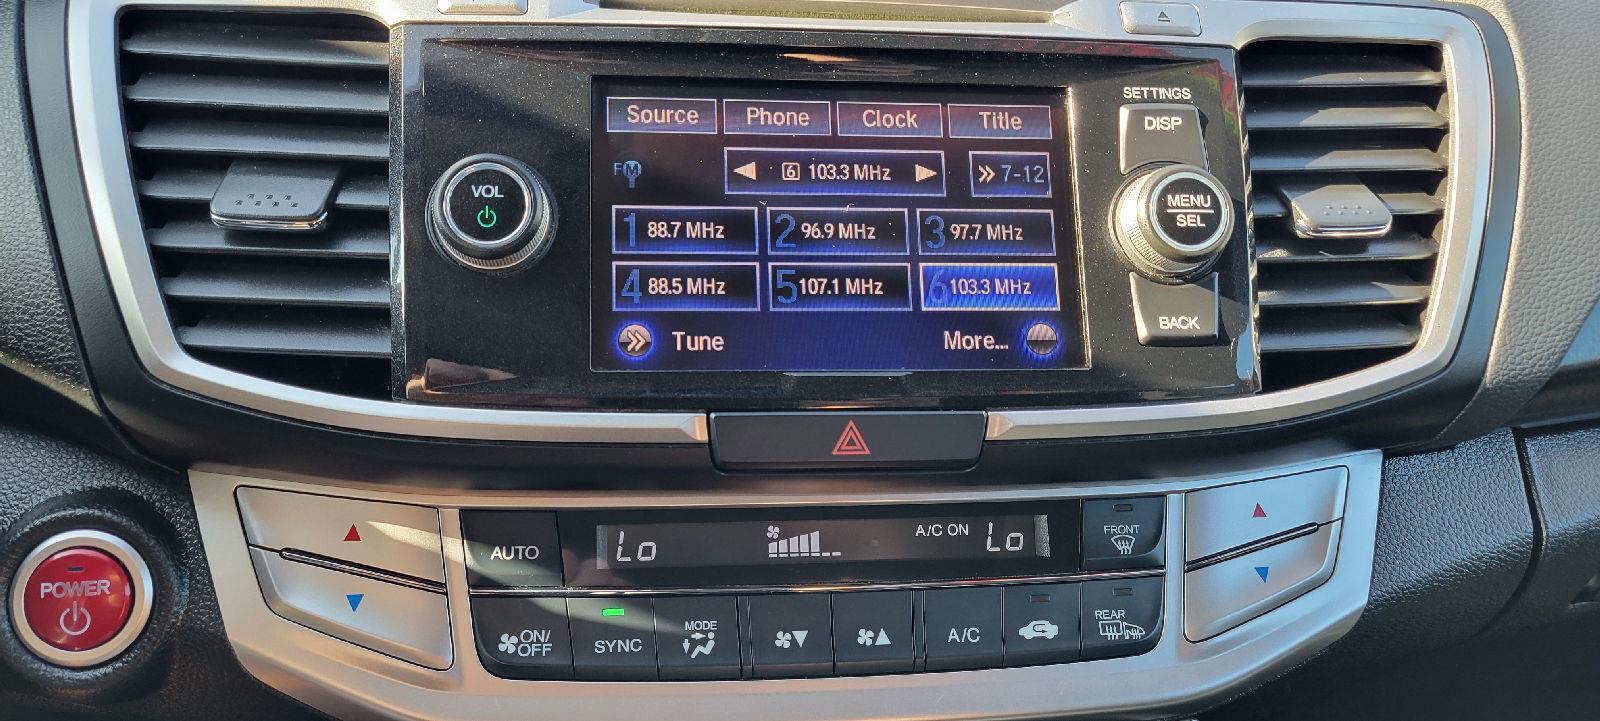 SETTINGS
Source Phone Clock Title
DISP
FM
6 103.3 MHz
7-12
VOL
MENU
SEL
1 88.7 MHz 2 96.9 MHz 3 97.7 MHz
4 88.5 MHz 5 107.1 MHz 6 103.3 MHz
BACK
Tune More...
AUTO
Lo
A/C ON
Lo
FRONT
POWER
ON/
OFF
SYNC
MODE
A/C
REAR